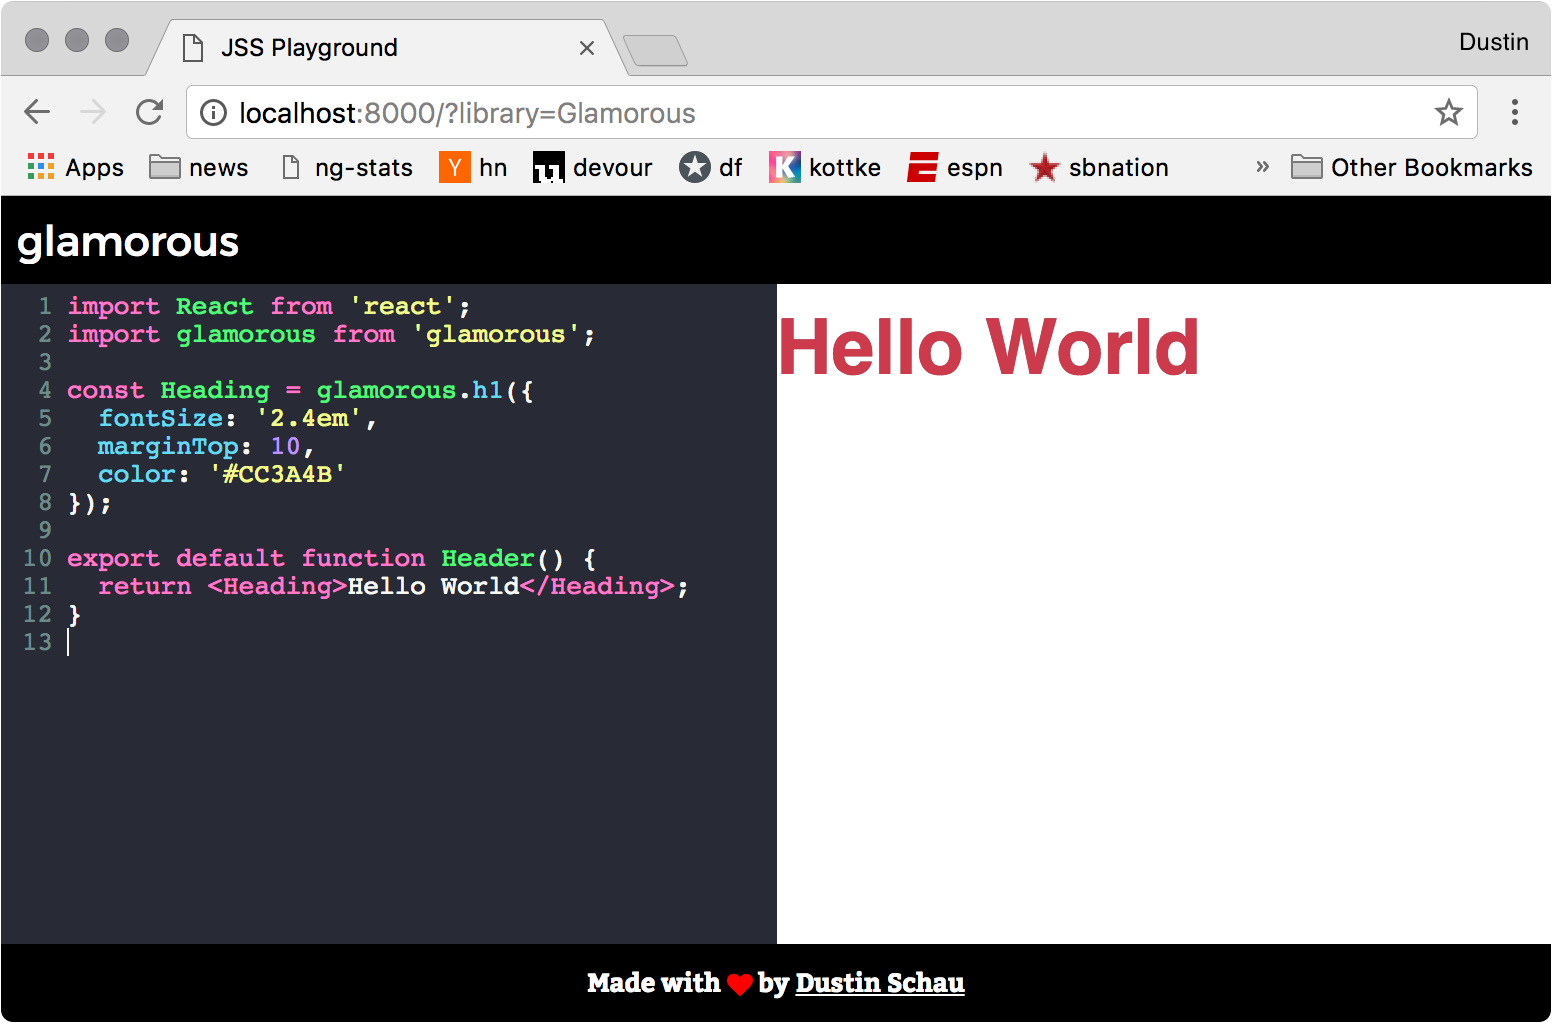 JSS Playground
Dustin
localhost:8000/?library=Glamorous
Apps news ng-stats Y hn devour df K kottke espn sbnation » Other Bookmarks
glamorous
1 import React from 'react';
2 import glamorous from 'glamorous';
3
4 const Heading = glamorous.h1({
5   fontSize: '2.4em',
6   marginTop: 10,
7   color: '#CC3A4B'
8 });
9
10 export default function Header() {
11   return <Heading>Hello World</Heading>;
12 }
13
Hello World
Made with ❤ by Dustin Schau